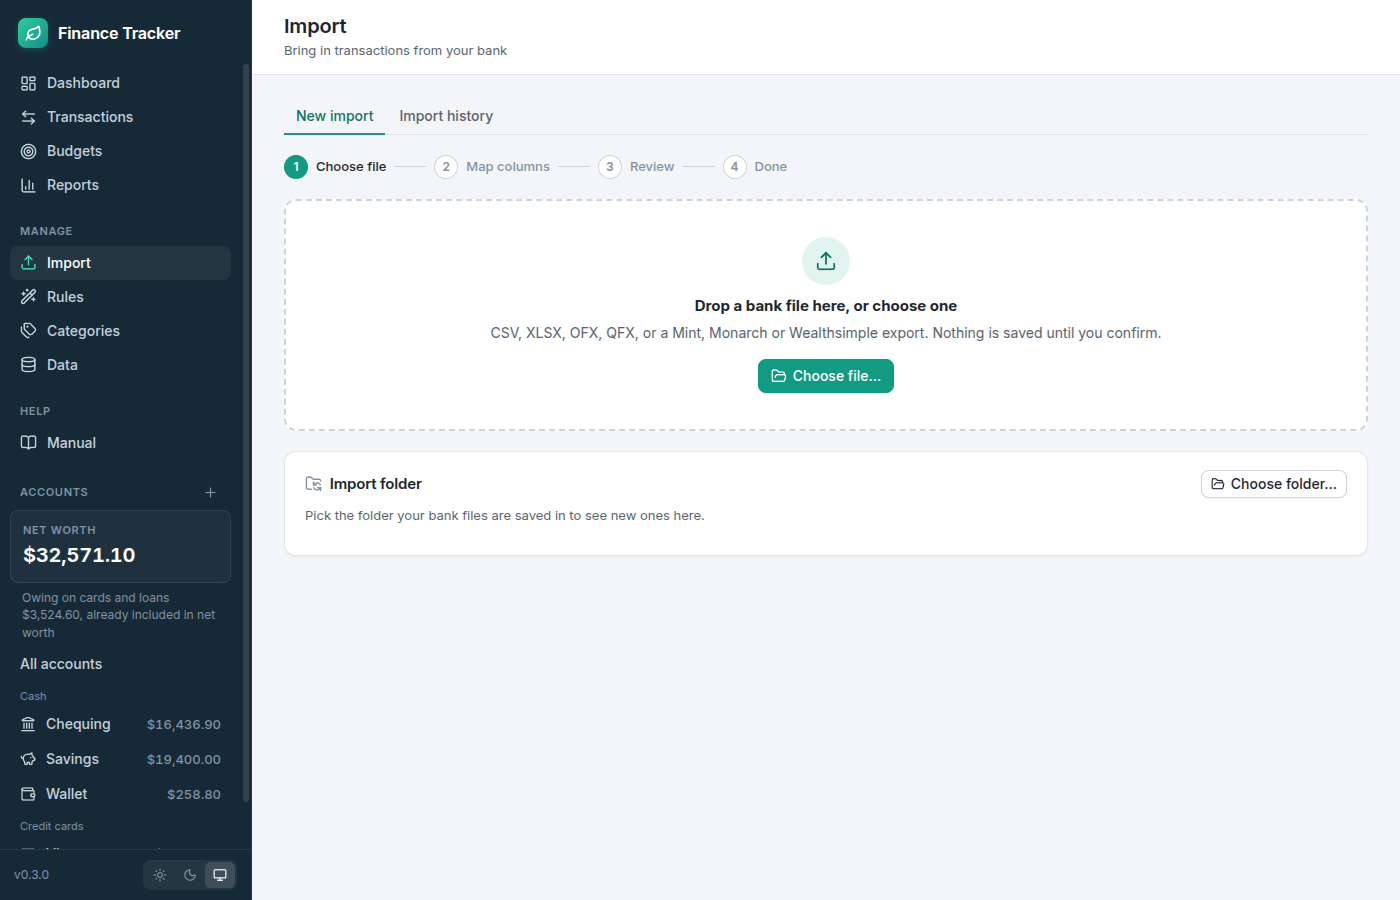 Finance Tracker
Dashboard
Transactions
Budgets
Reports
MANAGE
Import
Rules
Categories
Data
HELP
Manual
ACCOUNTS
NET WORTH
$32,571.10
Owing on cards and loans
$3,524.60, already included in net
worth
All accounts
Cash
Chequing $16,436.90
Savings $19,400.00
Wallet $258.80
Credit cards
v0.3.0
Import
Bring in transactions from your bank
New import Import history
1 Choose file 2 Map columns 3 Review 4 Done
Drop a bank file here, or choose one
CSV, XLSX, OFX, QFX, or a Mint, Monarch or Wealthsimple export. Nothing is saved until you confirm.
Choose file...
Import folder Choose folder...
Pick the folder your bank files are saved in to see new ones here.